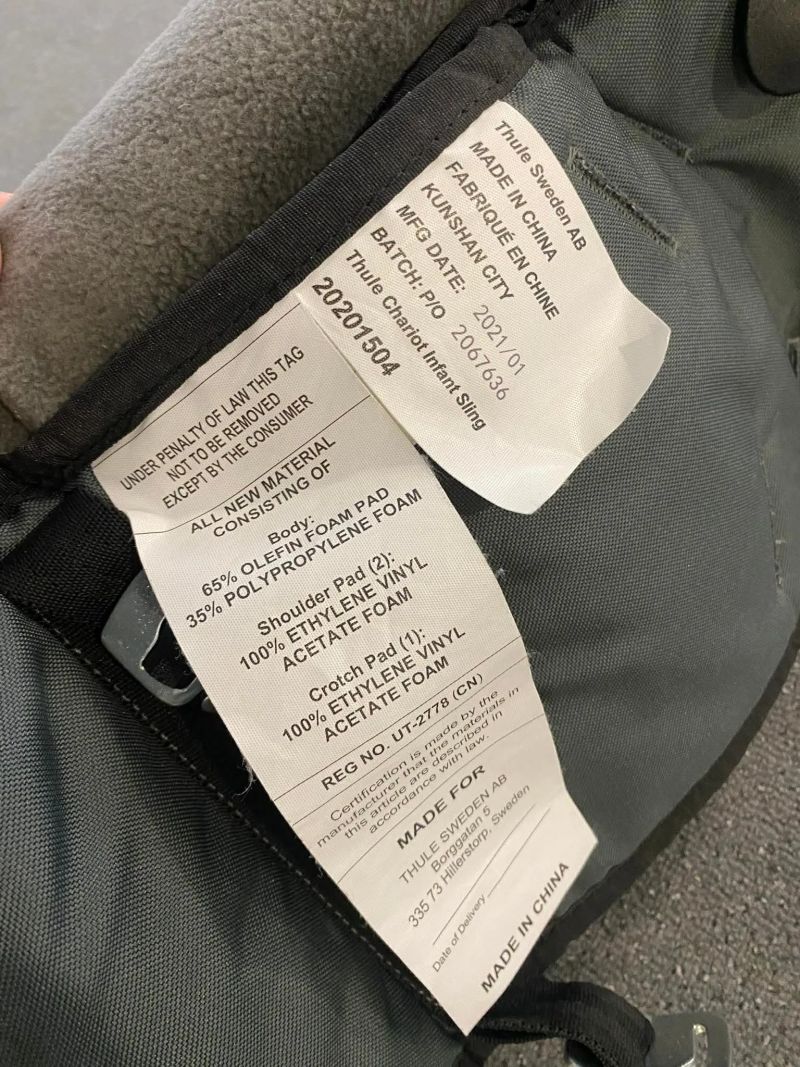 Thule Sweden AB
MADE IN CHINA
FABRIQUÉ EN CHINE
KUNSHAN CITY
MFG DATE: 2021/01
BATCH: P/O 2067636
Thule Chariot Infant Sling
20201504
UNDER PENALTY OF LAW THIS TAG
NOT TO BE REMOVED
EXCEPT BY THE CONSUMER
ALL NEW MATERIAL
CONSISTING OF
Body:
65% OLEFIN FOAM PAD
35% POLYPROPYLENE FOAM
Shoulder Pad (2):
100% ETHYLENE VINYL
ACETATE FOAM
Crotch Pad (1):
100% ETHYLENE VINYL
ACETATE FOAM
REG NO. UT-2778 (CN)
Certification is made by the
manufacturer that the materials in
this article are described in
accordance with law.
MADE FOR
THULE SWEDEN AB
Borggatan 5
335 73 Hillerstorp, Sweden
Date of Delivery
MADE IN CHINA